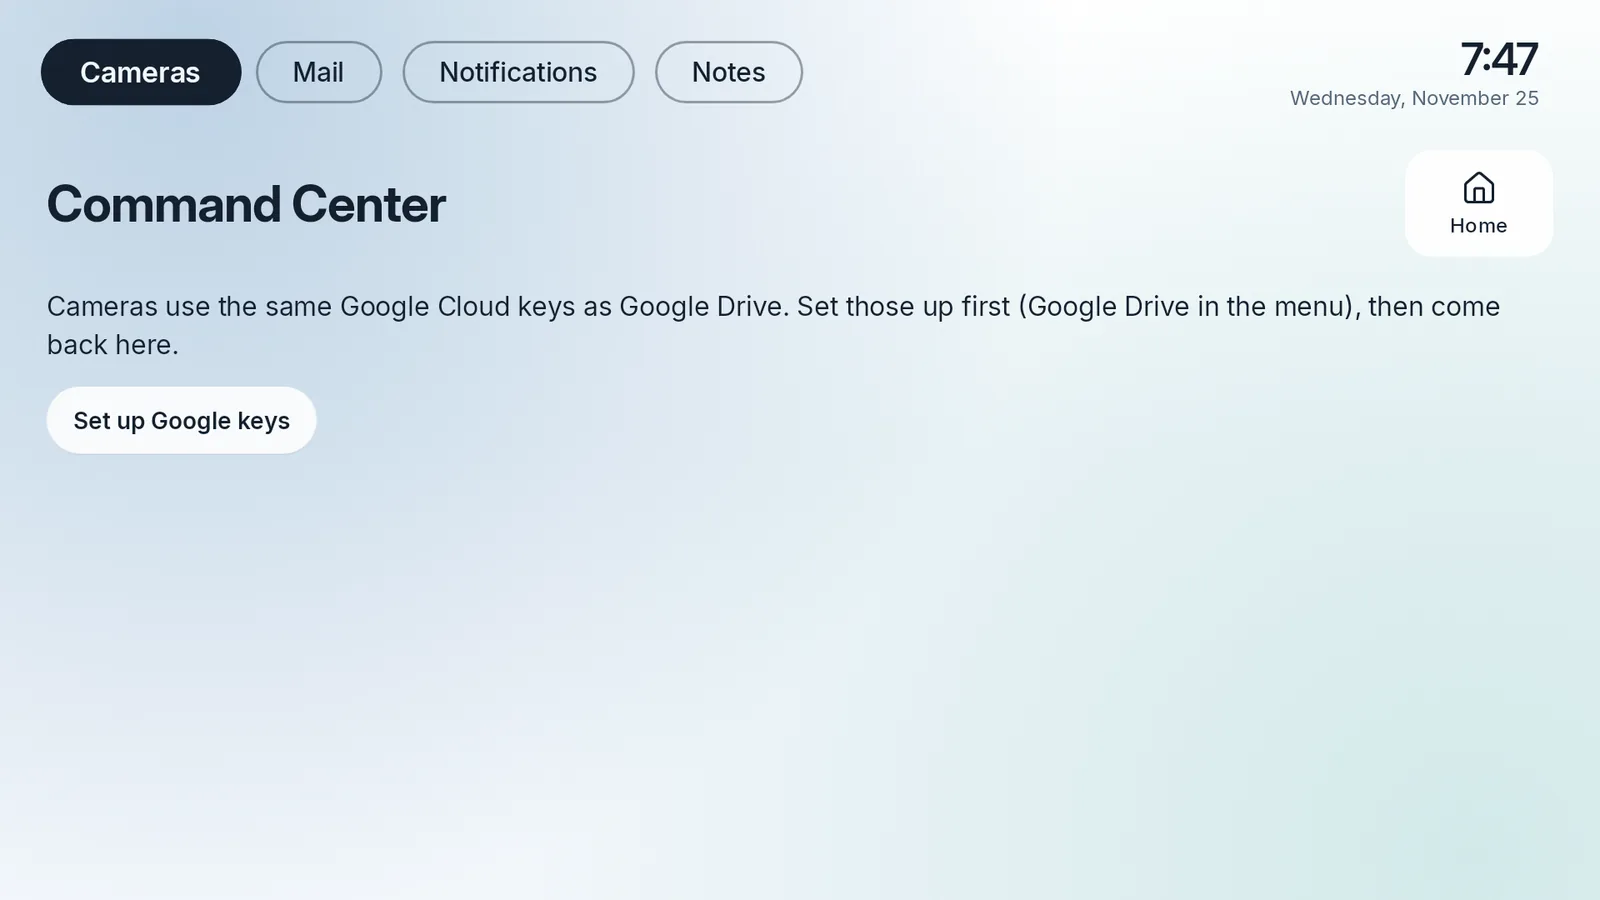 Cameras
Mail
Notifications
Notes
7:47
Wednesday, November 25
Command Center
Home
Cameras use the same Google Cloud keys as Google Drive. Set those up first (Google Drive in the menu), then come
back here.
Set up Google keys